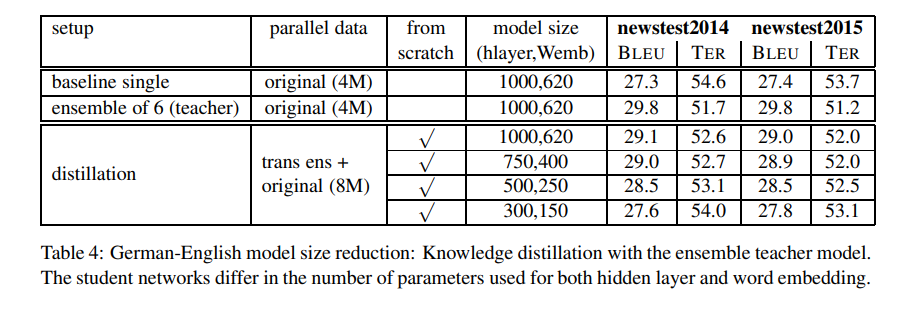 setup parallel data from model size newstest2014 newstest2015
scratch (hlayer,Wemb) BLEU TER BLEU TER
baseline single original (4M) 1000,620 27.3 54.6 27.4 53.7
ensemble of 6 (teacher) original (4M) 1000,620 29.8 51.7 29.8 51.2
√ 1000,620 29.1 52.6 29.0 52.0
distillation trans ens + √ 750,400 29.0 52.7 28.9 52.0
original (8M) √ 500,250 28.5 53.1 28.5 52.5
√ 300,150 27.6 54.0 27.8 53.1
Table 4: German-English model size reduction: Knowledge distillation with the ensemble teacher model.
The student networks differ in the number of parameters used for both hidden layer and word embedding.